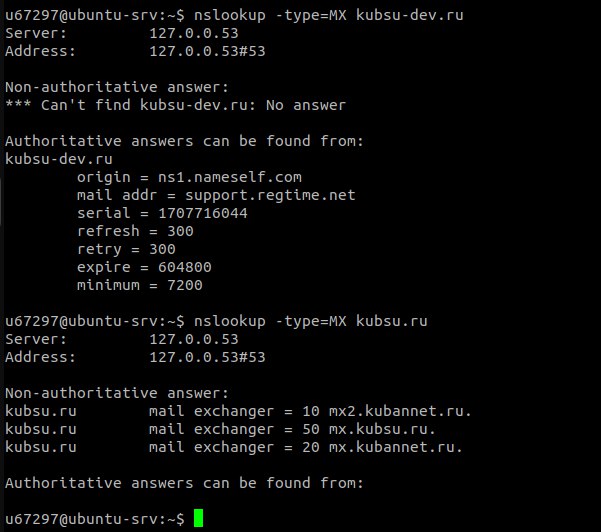 u67297@ubuntu-srv:~$ nslookup -type=MX kubsu-dev.ru
Server:         127.0.0.53
Address:        127.0.0.53#53

Non-authoritative answer:
*** Can't find kubsu-dev.ru: No answer

Authoritative answers can be found from:
kubsu-dev.ru
        origin = ns1.nameself.com
        mail addr = support.regtime.net
        serial = 1707716044
        refresh = 300
        retry = 300
        expire = 604800
        minimum = 7200

u67297@ubuntu-srv:~$ nslookup -type=MX kubsu.ru
Server:         127.0.0.53
Address:        127.0.0.53#53

Non-authoritative answer:
kubsu.ru        mail exchanger = 10 mx2.kubannet.ru.
kubsu.ru        mail exchanger = 50 mx.kubsu.ru.
kubsu.ru        mail exchanger = 20 mx.kubannet.ru.

Authoritative answers can be found from:

u67297@ubuntu-srv:~$